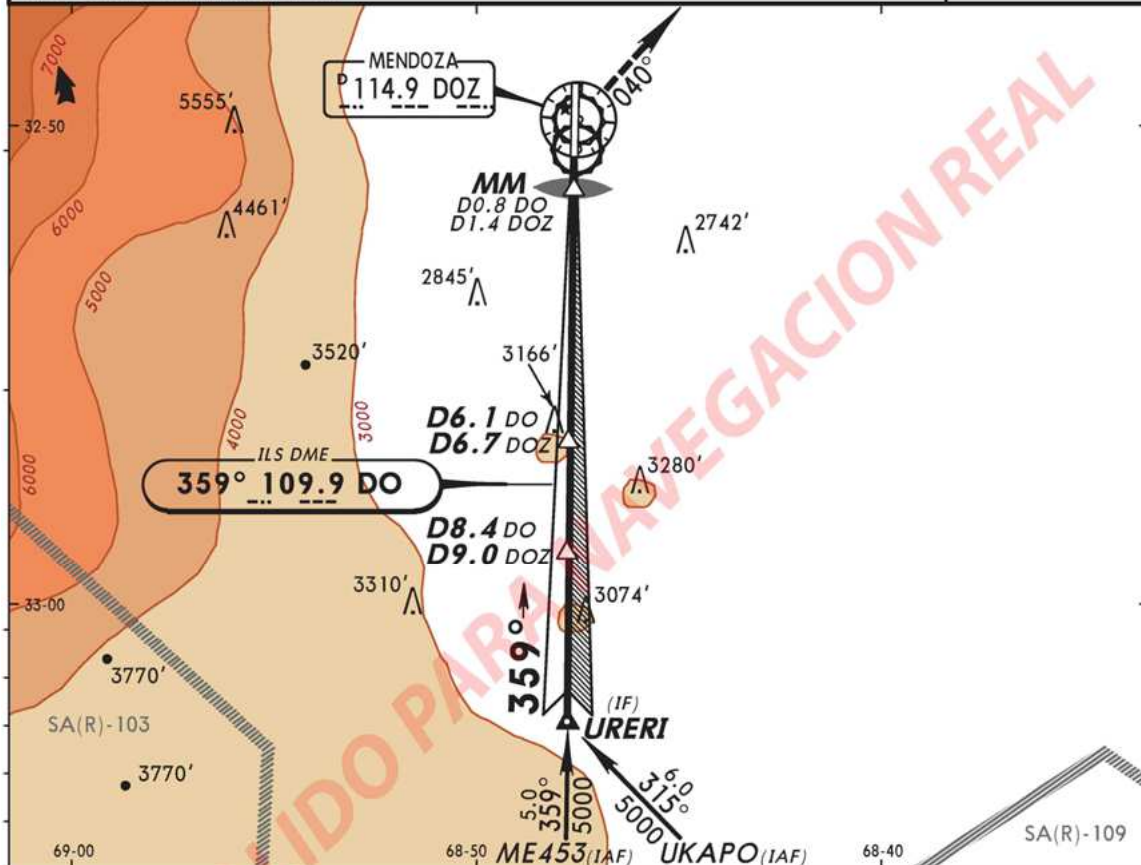 7000
5555'
32-50
MENDOZA
D 114.9 DOZ
040°
6000
4461'
MM
D0.8 DO
D1.4 DOZ
2742'
5000
2845'
3520'
3166'
4000
3000
D6.1 DO
D6.7 DOZ
ILS DME
359° 109.9 DO
3280'
6000
D8.4 DO
D9.0 DOZ
3310'
3074'
33-00
359°
3770'
(IF)
URERI
SA(R)-103
3770'
5.0
359°
5000
6.0
315°
5000
SA(R)-109
69-00
68-50
ME453(IAF)
UKAPO(IAF)
68-40
LIDO PARA NAVEGACION REAL